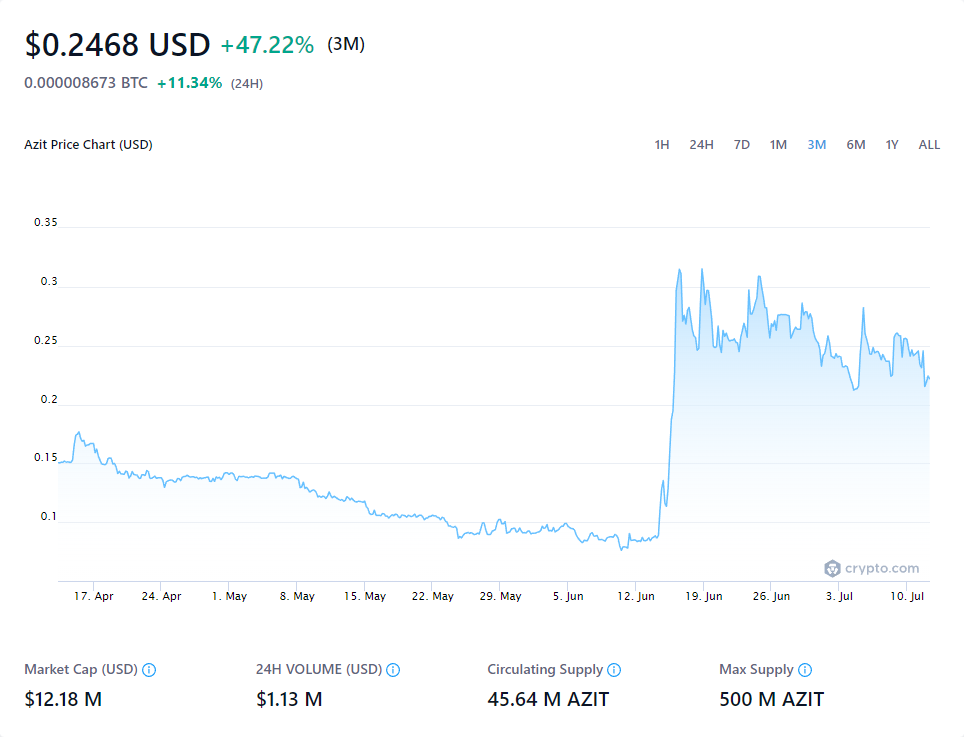 $0.2468 USD +47.22% (3M)
0.000008673 BTC +11.34% (24H)
Azit Price Chart (USD) 1H 24H 7D 1M 3M 6M 1Y ALL
0.35
0.3
0.25
0.2
0.15
0.1
crypto.com
17. Apr 24. Apr 1. May 8. May 15. May 22. May 29. May 5. Jun 12. Jun 19. Jun 26. Jun 3. Jul 10. Jul
Market Cap (USD) 24H VOLUME (USD) Circulating Supply Max Supply
$12.18 M $1.13 M 45.64 M AZIT 500 M AZIT